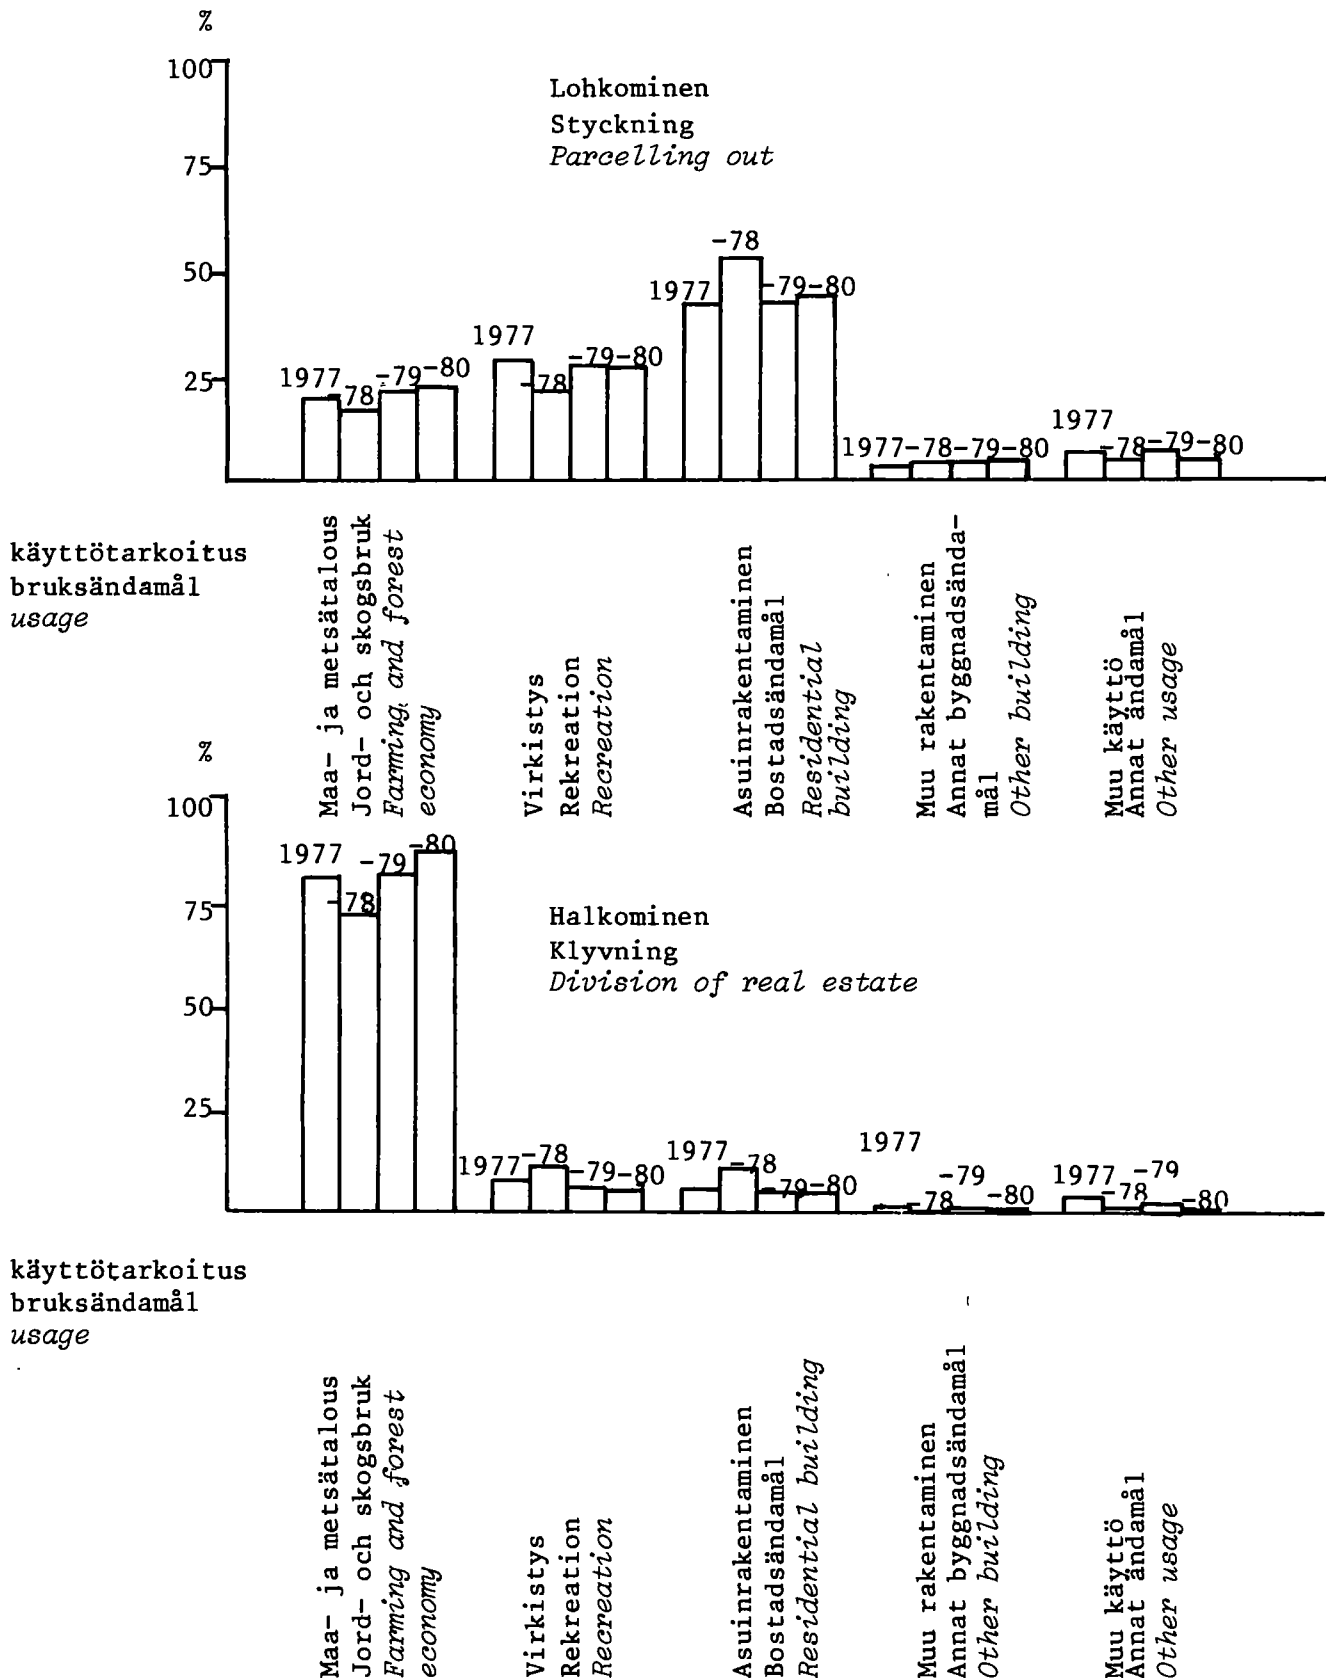 %
100
Lohkominen
Styckning
Parcelling out
75
50
25
1977 -78 -79 -80
1977 -78 -79 -80
1977 -78 -79 -80
1977 -78 -79 -80
1977 -78 -79 -80
käyttötarkoitus
bruksändamål
usage
Maa- ja metsätalous
Jord- och skogsbruk
Farming and forest
economy
Virkistys
Rekreation
Recreation
Asuinrakentaminen
Bostadsändamål
Residential
building
Muu rakentaminen
Annat byggnadsända-
mål
Other building
Muu käyttö
Annat ändamål
Other usage
%
100
Halkominen
Klyvning
Division of real estate
75
50
25
1977 -78 -79 -80
1977 -78 -79 -80
1977 -78 -79 -80
1977 -78 -79 -80
1977 -78 -79 -80
käyttötarkoitus
bruksändamål
usage
Maa- ja metsätalous
Jord- och skogsbruk
Farming and forest
economy
Virkistys
Rekreation
Recreation
Asuinrakentaminen
Bostadsändamål
Residential building
Muu rakentaminen
Annat byggnadsändamål
Other building
Muu käyttö
Annat ändamål
Other usage